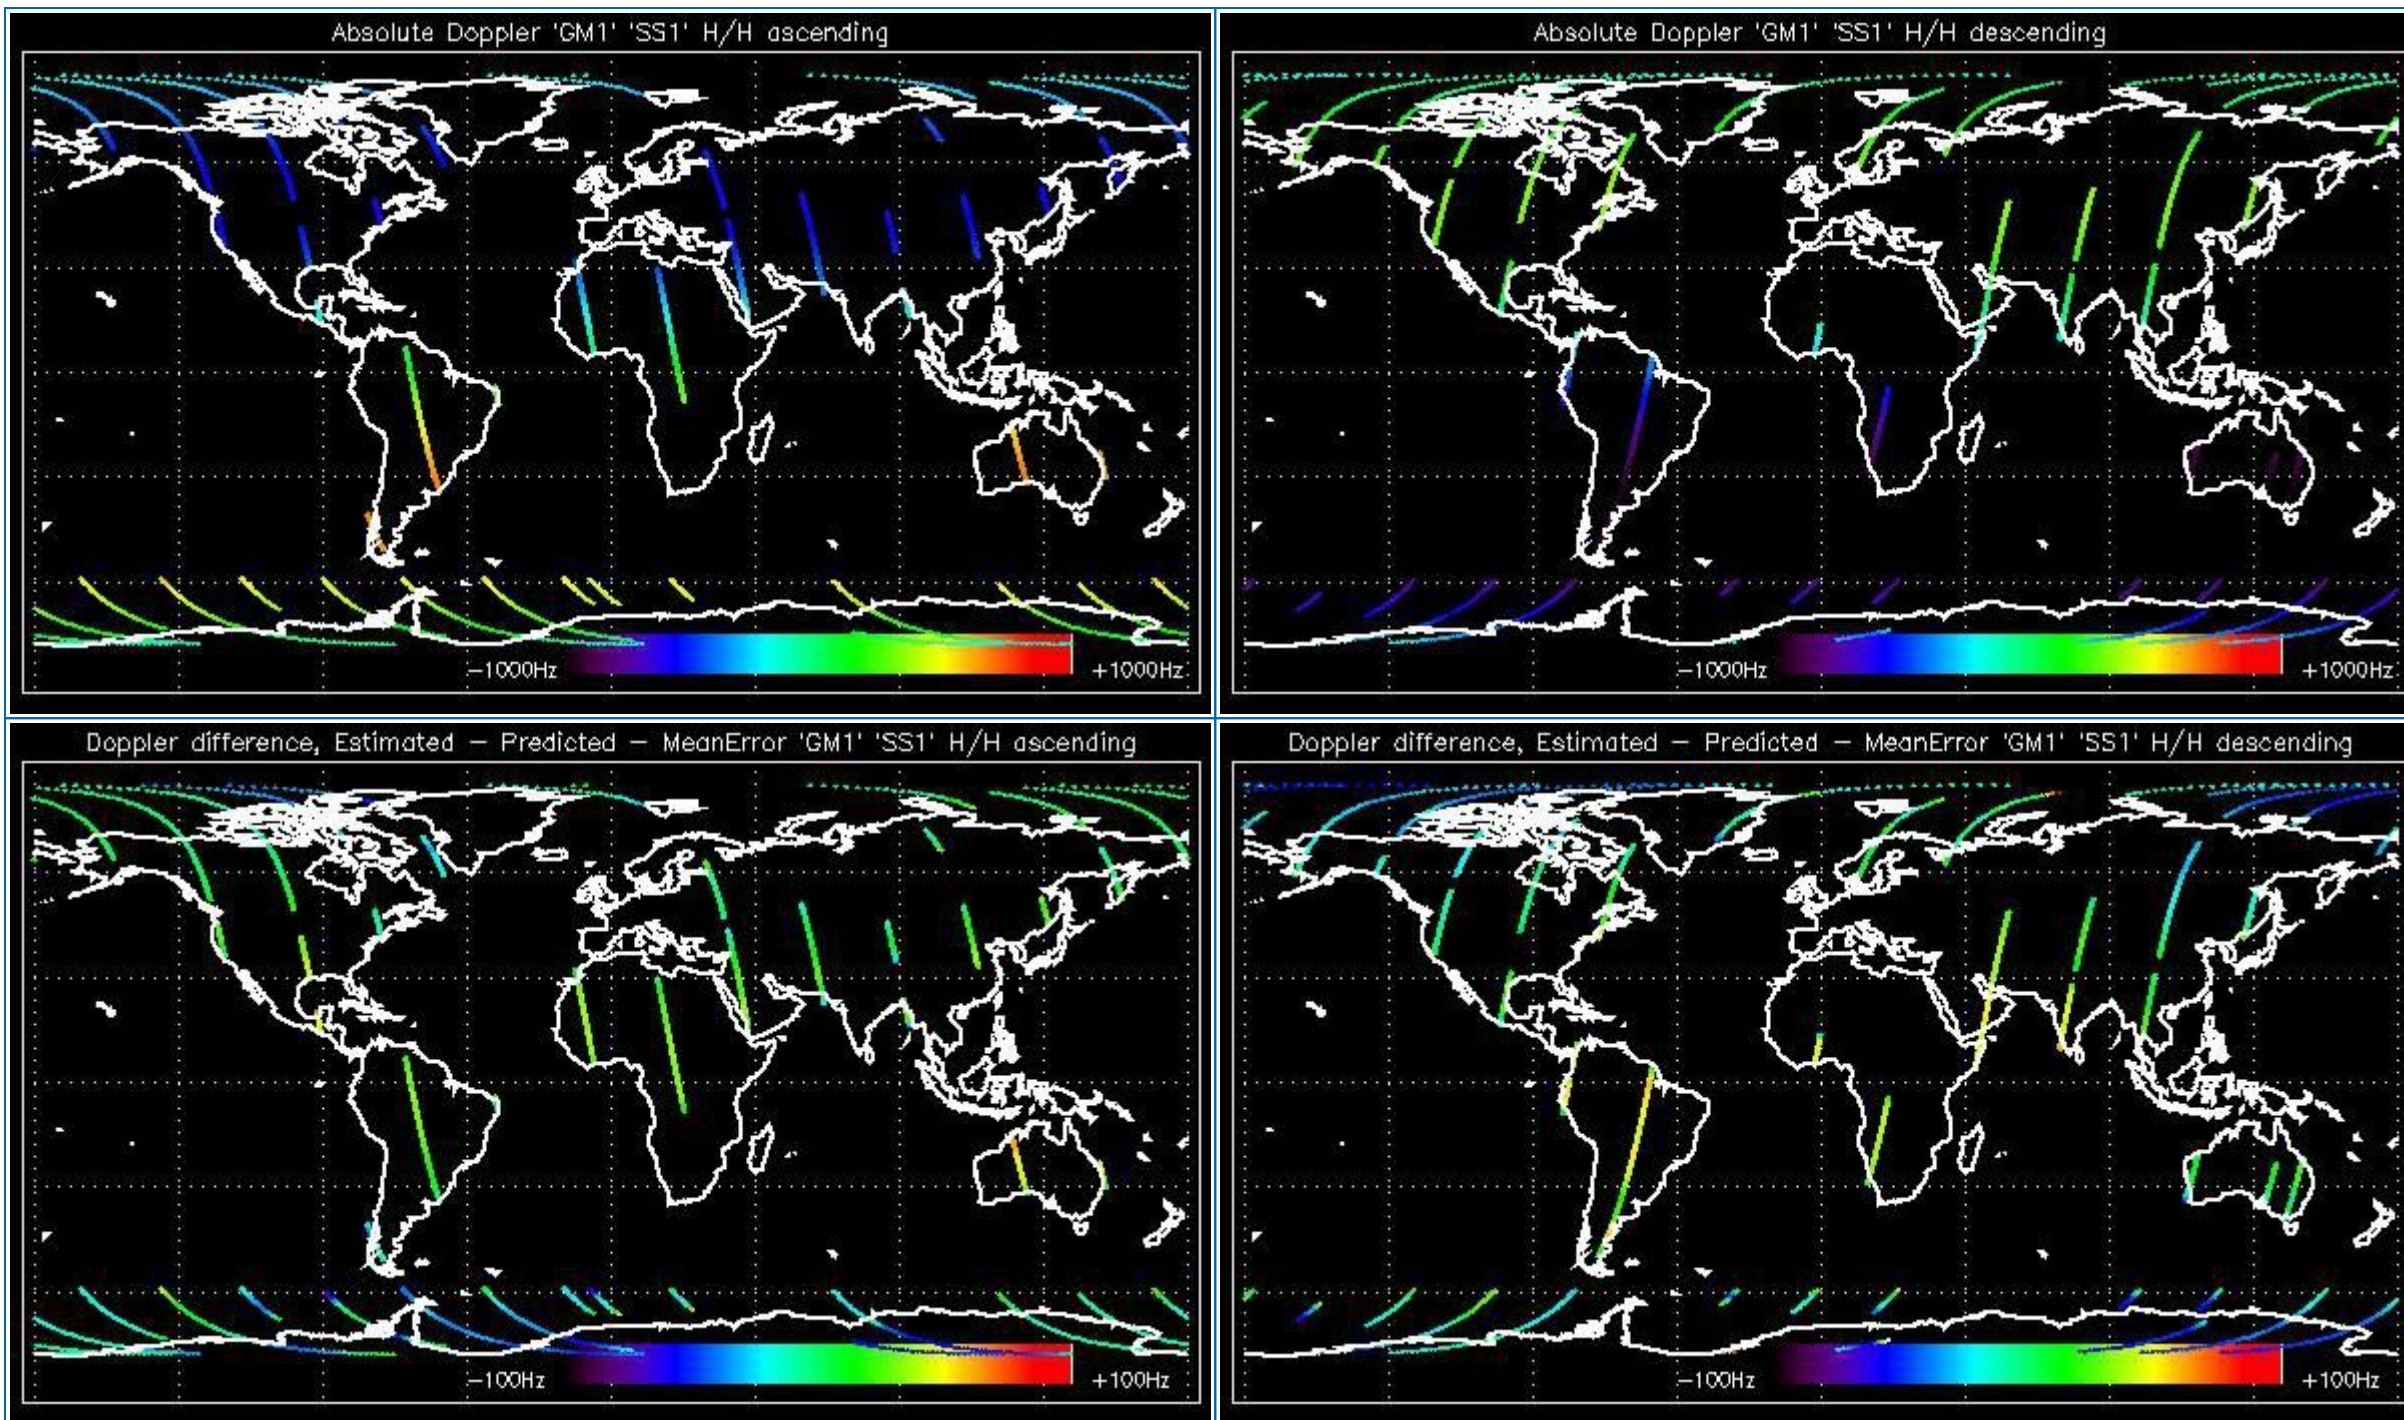 Absolute Doppler 'GM1' 'SS1' H/H ascending
-1000Hz
+1000Hz
Absolute Doppler 'GM1' 'SS1' H/H descending
-1000Hz
+1000Hz
Doppler difference, Estimated - Predicted - MeanError 'GM1' 'SS1' H/H ascending
-100Hz
+100Hz
Doppler difference, Estimated - Predicted - MeanError 'GM1' 'SS1' H/H descending
-100Hz
+100Hz